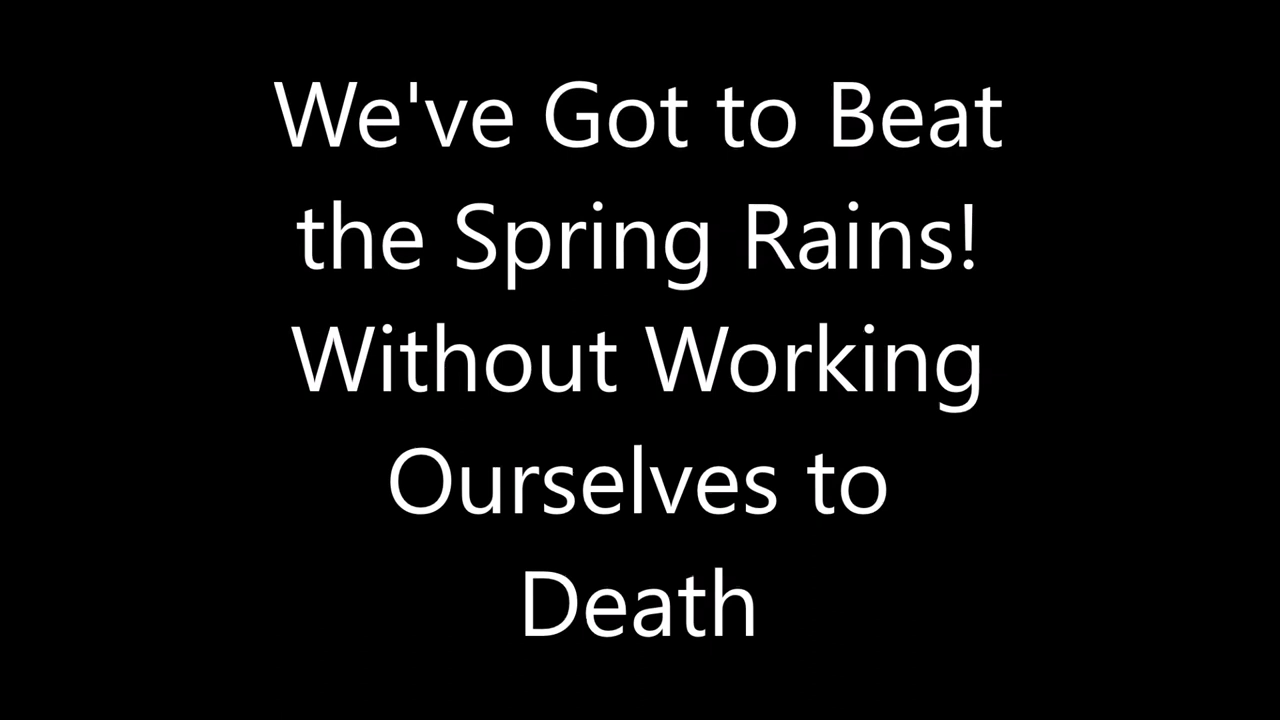 We've Got to Beat
the Spring Rains!
Without Working
Ourselves to
Death